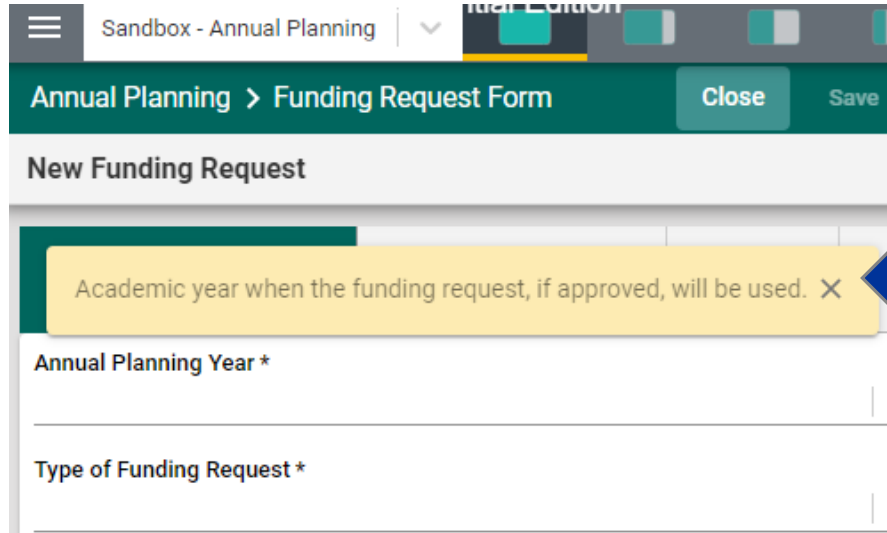 Sandbox - Annual Planning
Edition
Annual Planning > Funding Request Form
Close
Save
New Funding Request
Academic year when the funding request, if approved, will be used. ×
Annual Planning Year *
Type of Funding Request *